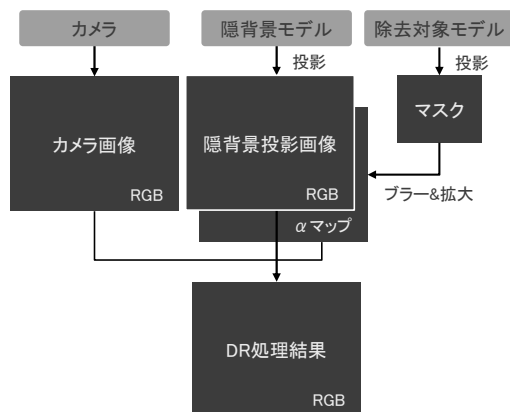 カメラ
隠背景モデル
除去対象モデル
投影
投影
カメラ画像
RGB
隠背景投影画像
RGB
マスク
ブラー&拡大
αマップ
DR処理結果
RGB